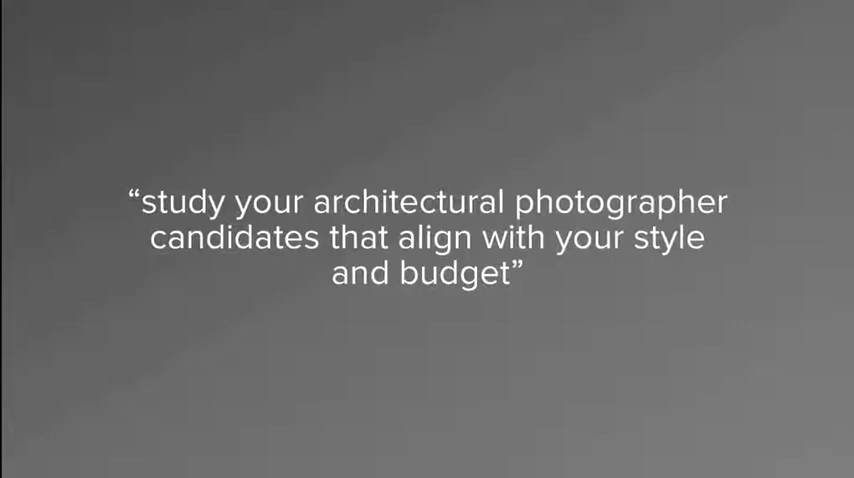 “study your architectural photographer
candidates that align with your style
and budget”